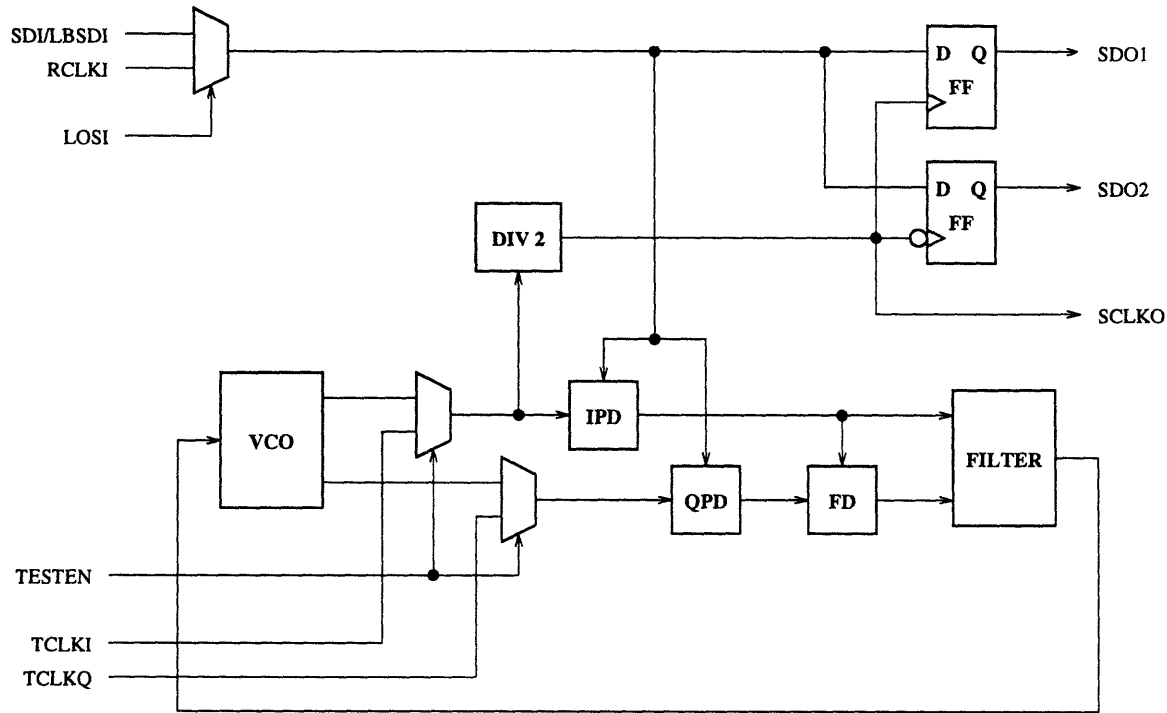 SDI/LBSDI
RCLKI
LOSI
D Q
FF
SDO1
D Q
FF
SDO2
DIV 2
SCLKO
VCO
IPD
FILTER
QPD
FD
TESTEN
TCLKI
TCLKQ